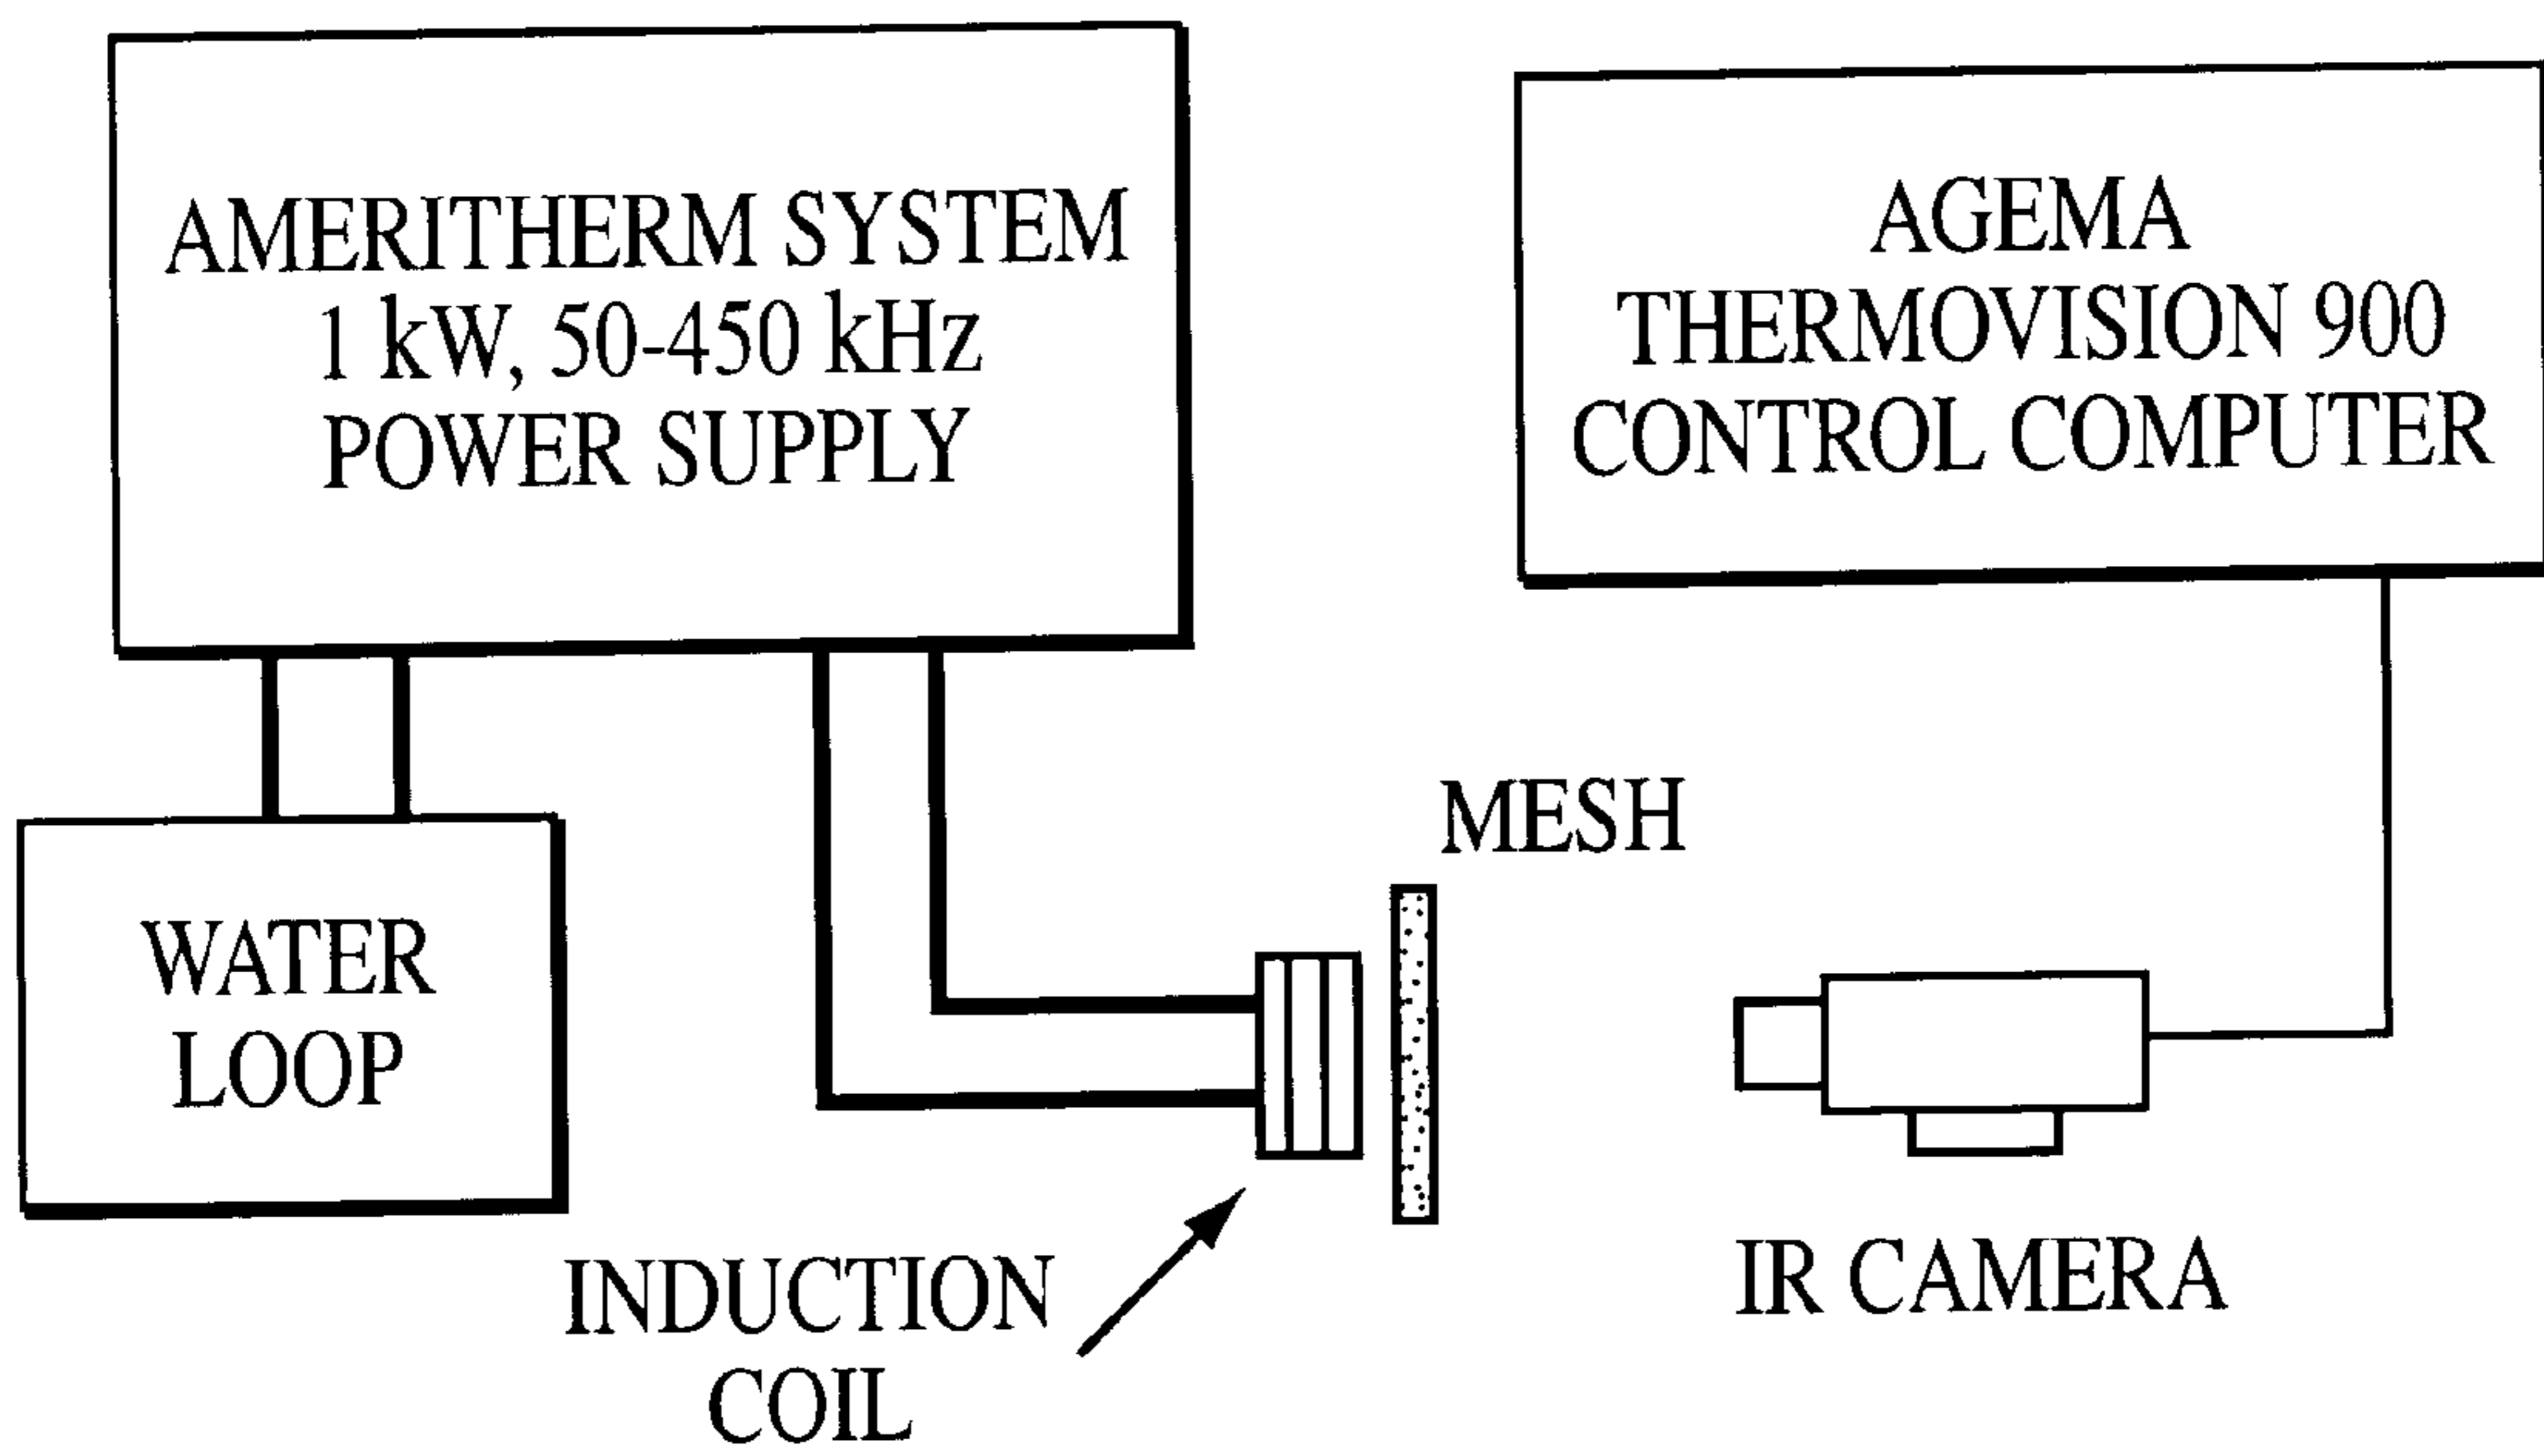 AMERITHERM SYSTEM
1 kW, 50-450 kHz
POWER SUPPLY
AGEMA
THERMOVISION 900
CONTROL COMPUTER
WATER
LOOP
MESH
INDUCTION
COIL
IR CAMERA